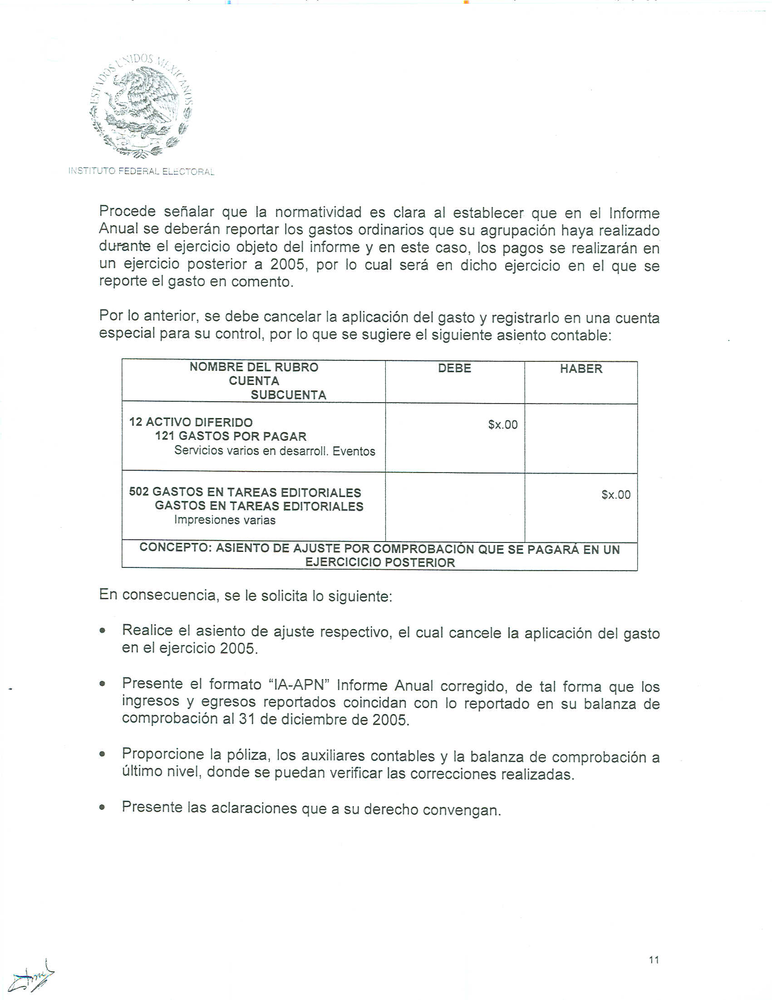 ESTADOS UNIDOS MEXICANOS
INSTITUTO FEDERAL ELECTORAL
Procede señalar que la normatividad es clara al establecer que en el Informe
Anual se deberán reportar los gastos ordinarios que su agrupación haya realizado
durante el ejercicio objeto del informe y en este caso, los pagos se realizarán en
un ejercicio posterior a 2005, por lo cual será en dicho ejercicio en el que se
reporte el gasto en comento.
Por lo anterior, se debe cancelar la aplicación del gasto y registrarlo en una cuenta
especial para su control, por lo que se sugiere el siguiente asiento contable:
NOMBRE DEL RUBRO DEBE HABER
CUENTA
SUBCUENTA
12 ACTIVO DIFERIDO $x.00
121 GASTOS POR PAGAR
Servicios varios en desarroll. Eventos
502 GASTOS EN TAREAS EDITORIALES $x.00
GASTOS EN TAREAS EDITORIALES
Impresiones varias
CONCEPTO: ASIENTO DE AJUSTE POR COMPROBACIÓN QUE SE PAGARÁ EN UN
EJERCICICIO POSTERIOR
En consecuencia, se le solicita lo siguiente:
• Realice el asiento de ajuste respectivo, el cual cancele la aplicación del gasto
en el ejercicio 2005.
• Presente el formato “IA-APN” Informe Anual corregido, de tal forma que los
ingresos y egresos reportados coincidan con lo reportado en su balanza de
comprobación al 31 de diciembre de 2005.
• Proporcione la póliza, los auxiliares contables y la balanza de comprobación a
último nivel, donde se puedan verificar las correcciones realizadas.
• Presente las aclaraciones que a su derecho convengan.
11